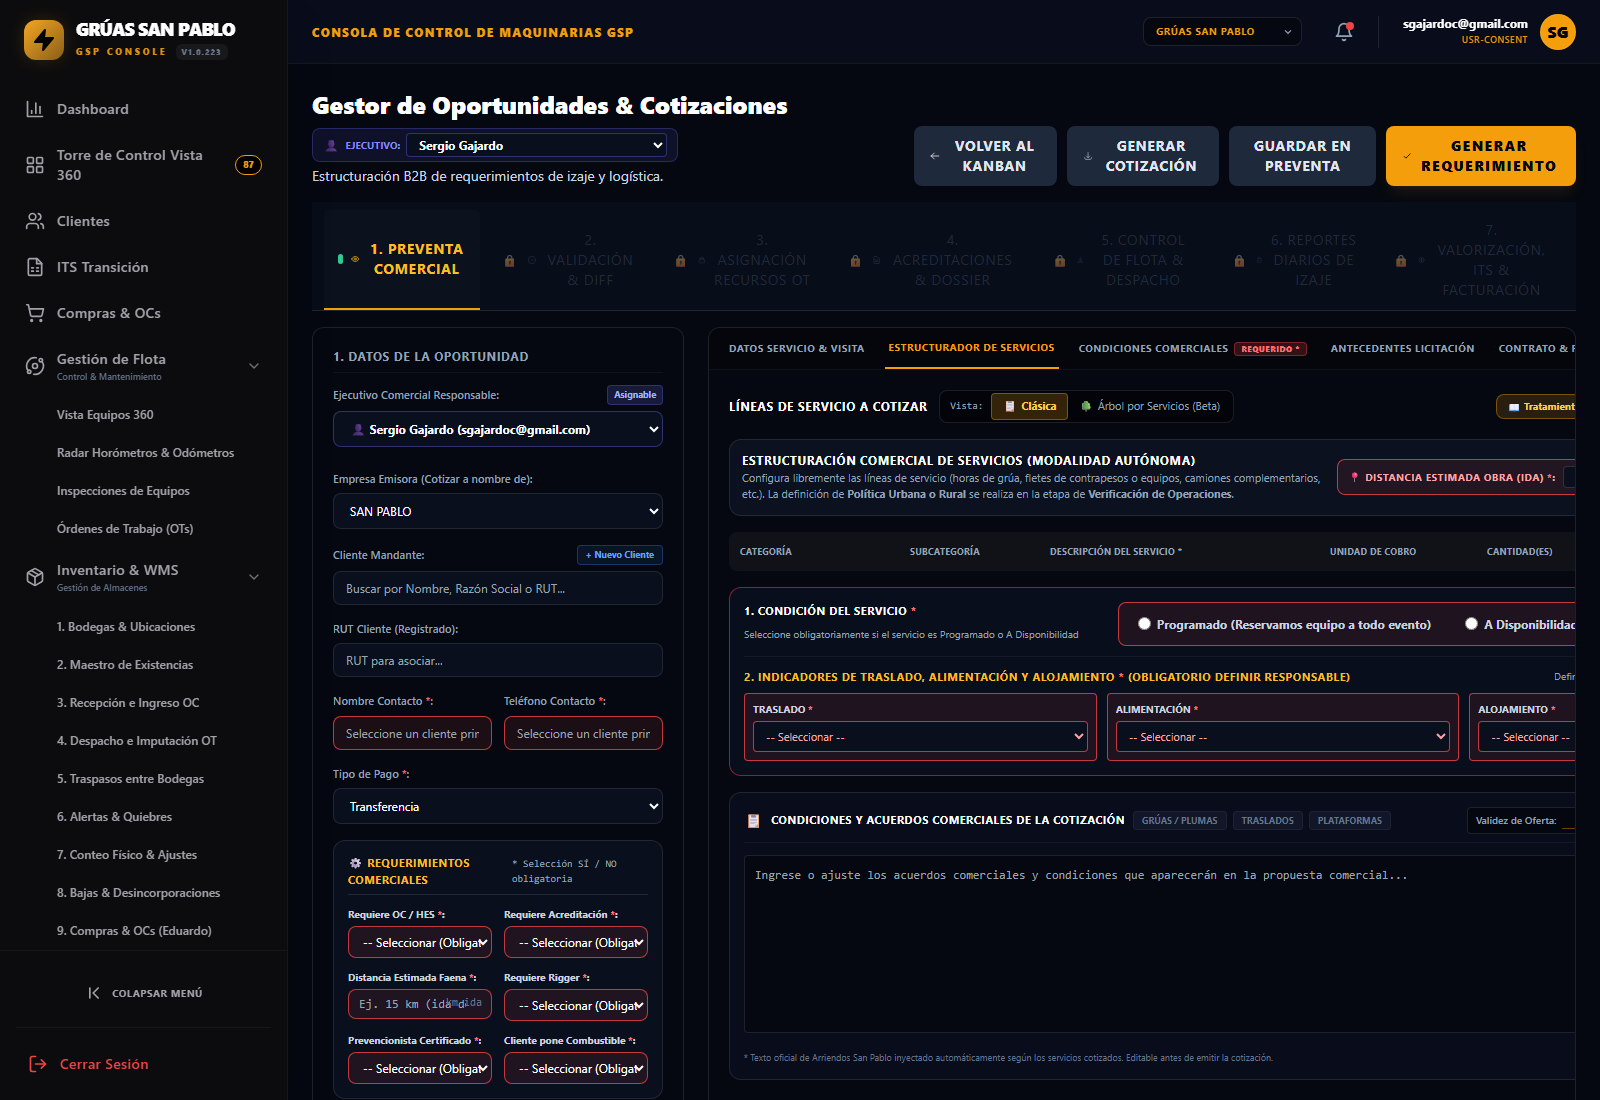 GRÚAS SAN PABLO
GSP CONSOLE V1.0.223
Dashboard
Torre de Control Vista
360
87
Clientes
ITS Transición
Compras & OCs
Gestión de Flota
Control & Mantenimiento
Vista Equipos 360
Radar Horómetros & Odómetros
Inspecciones de Equipos
Órdenes de Trabajo (OTs)
Inventario & WMS
Gestión de Almacenes
1. Bodegas & Ubicaciones
2. Maestro de Existencias
3. Recepción e Ingreso OC
4. Despacho e Imputación OT
5. Traspasos entre Bodegas
6. Alertas & Quiebres
7. Conteo Físico & Ajustes
8. Bajas & Desincorporaciones
9. Compras & OCs (Eduardo)
COLAPSAR MENÚ
Cerrar Sesión
CONSOLA DE CONTROL DE MAQUINARIAS GSP
GRÚAS SAN PABLO
sgajardoc@gmail.com
USR-CONSENT
SG
Gestor de Oportunidades & Cotizaciones
EJECUTIVO: Sergio Gajardo
Estructuración B2B de requerimientos de izaje y logística.
VOLVER AL
KANBAN
GENERAR
COTIZACIÓN
GUARDAR EN
PREVENTA
GENERAR
REQUERIMIENTO
1. PREVENTA
COMERCIAL
2.
VALIDACIÓN
& DIFF
3.
ASIGNACIÓN
RECURSOS OT
4.
ACREDITACIONES
& DOSSIER
5. CONTROL
DE FLOTA &
DESPACHO
6. REPORTES
DIARIOS DE
IZAJE
7.
VALORIZACIÓN,
ITS &
FACTURACIÓN
1. DATOS DE LA OPORTUNIDAD
Ejecutivo Comercial Responsable: Asignable
Sergio Gajardo (sgajardoc@gmail.com)
Empresa Emisora (Cotizar a nombre de):
SAN PABLO
Cliente Mandante: + Nuevo Cliente
Buscar por Nombre, Razón Social o RUT...
RUT Cliente (Registrado):
RUT para asociar...
Nombre Contacto *: Teléfono Contacto *:
Seleccione un cliente prir Seleccione un cliente prir
Tipo de Pago *:
Transferencia
REQUERIMIENTOS
COMERCIALES
* Selección SÍ / NO
obligatoria
Requiere OC / HES *: Requiere Acreditación *:
-- Seleccionar (Obligat -- Seleccionar (Obligat
Distancia Estimada Faena *: Requiere Rigger *:
Ej. 15 km (ida d km ida -- Seleccionar (Obligat
Prevencionista Certificado *: Cliente pone Combustible *:
-- Seleccionar (Obligat -- Seleccionar (Obligat
DATOS SERVICIO & VISITA ESTRUCTURADOR DE SERVICIOS CONDICIONES COMERCIALES REQUERIDO * ANTECEDENTES LICITACIÓN CONTRATO & F
LÍNEAS DE SERVICIO A COTIZAR Vista: Clásica Árbol por Servicios (Beta) Tratamient
ESTRUCTURACIÓN COMERCIAL DE SERVICIOS (MODALIDAD AUTÓNOMA)
Configura libremente las líneas de servicio (horas de grúa, fletes de contrapesos o equipos, camiones complementarios,
etc.). La definición de Política Urbana o Rural se realiza en la etapa de Verificación de Operaciones.
DISTANCIA ESTIMADA OBRA (IDA) *:
CATEGORÍA SUBCATEGORÍA DESCRIPCIÓN DEL SERVICIO * UNIDAD DE COBRO CANTIDAD(ES)
1. CONDICIÓN DEL SERVICIO *
Seleccione obligatoriamente si el servicio es Programado o A Disponibilidad
Programado (Reservamos equipo a todo evento) A Disponibilidad
2. INDICADORES DE TRASLADO, ALIMENTACIÓN Y ALOJAMIENTO * (OBLIGATORIO DEFINIR RESPONSABLE) Defir
TRASLADO * ALIMENTACIÓN * ALOJAMIENTO *
-- Seleccionar -- -- Seleccionar -- -- Seleccionar --
CONDICIONES Y ACUERDOS COMERCIALES DE LA COTIZACIÓN GRÚAS / PLUMAS TRASLADOS PLATAFORMAS Validez de Oferta:
Ingrese o ajuste los acuerdos comerciales y condiciones que aparecerán en la propuesta comercial...
* Texto oficial de Arriendos San Pablo inyectado automáticamente según los servicios cotizados. Editable antes de emitir la cotización.